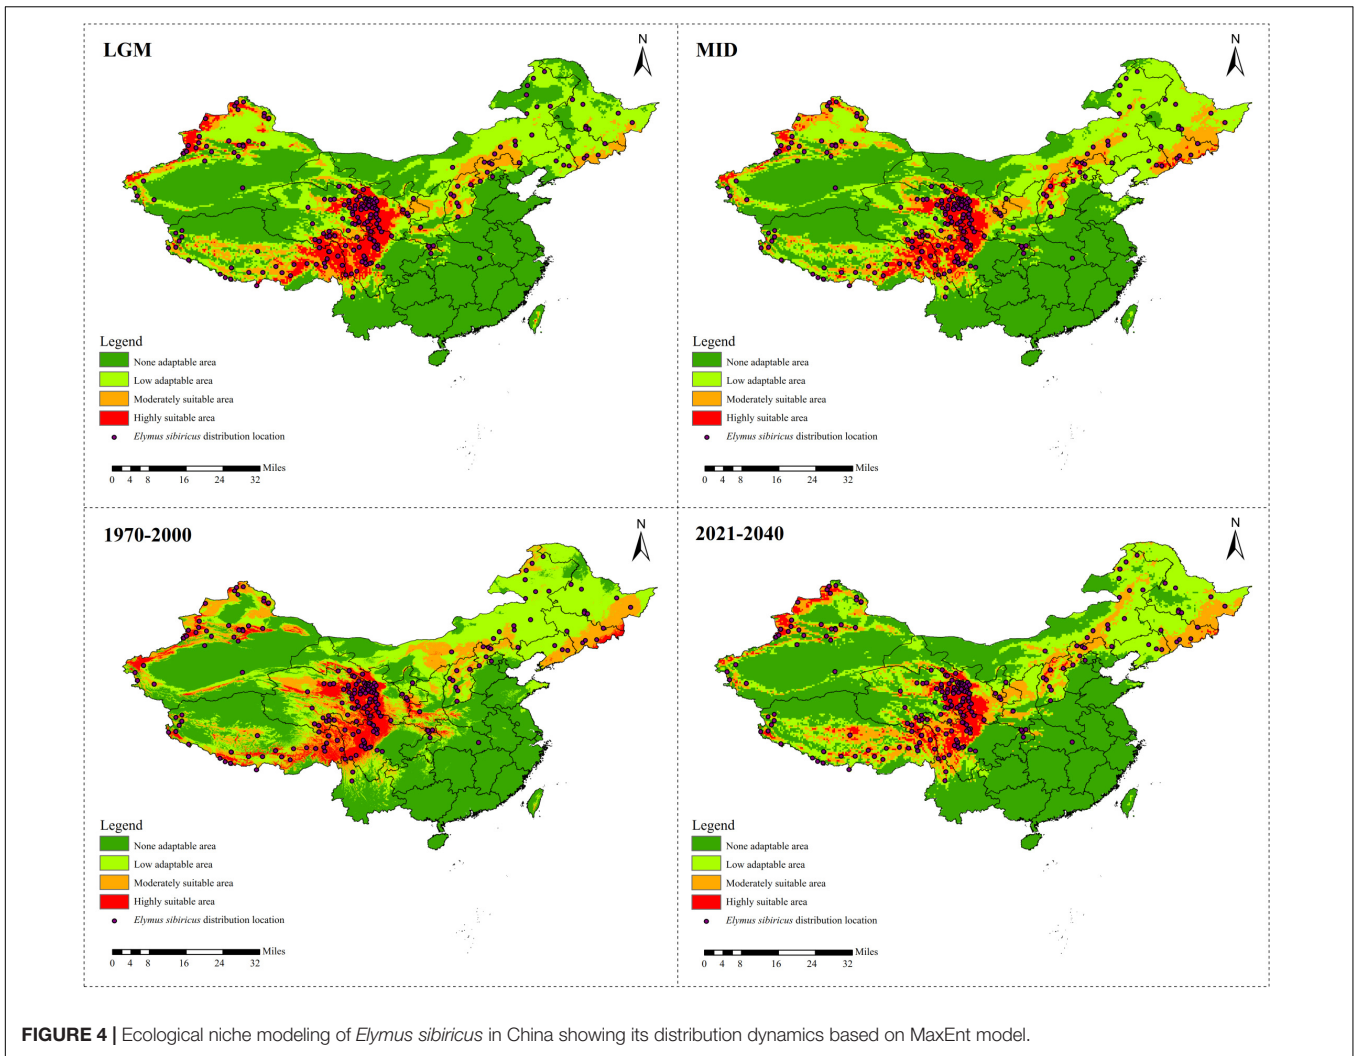 LGM
N
Legend
None adaptable area
Low adaptable area
Moderately suitable area
Highly suitable area
Elymus sibiricus distribution location
Miles
0 4 8 16 24 32
MID
N
Legend
None adaptable area
Low adaptable area
Moderately suitable area
Highly suitable area
Elymus sibiricus distribution location
Miles
0 4 8 16 24 32
1970-2000
N
Legend
None adaptable area
Low adaptable area
Moderately suitable area
Highly suitable area
Elymus sibiricus distribution location
Miles
0 4 8 16 24 32
2021-2040
N
Legend
None adaptable area
Low adaptable area
Moderately suitable area
Highly suitable area
Elymus sibiricus distribution location
Miles
0 4 8 16 24 32
FIGURE 4 | Ecological niche modeling of Elymus sibiricus in China showing its distribution dynamics based on MaxEnt model.